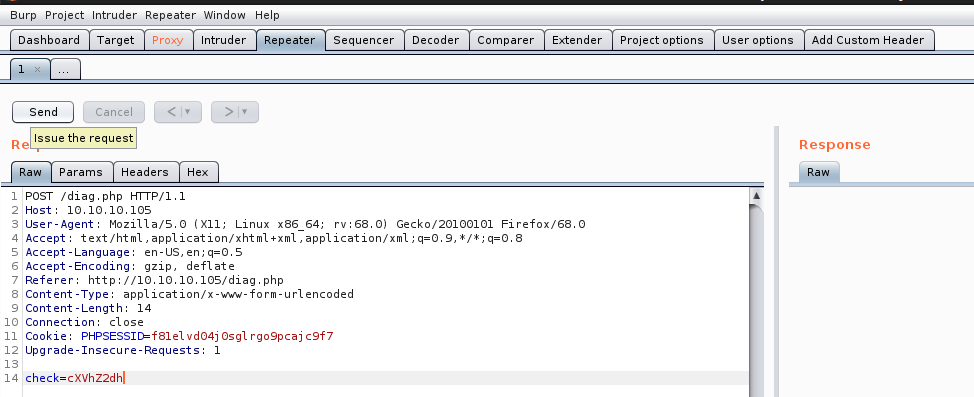 Burp Project Intruder Repeater Window Help
Dashboard Target Proxy Intruder Repeater Sequencer Decoder Comparer Extender Project options User options Add Custom Header
1 × ...
Send Cancel < > 
Issue the request
Response
Raw Params Headers Hex
Raw
1 POST /diag.php HTTP/1.1
2 Host: 10.10.10.105
3 User-Agent: Mozilla/5.0 (X11; Linux x86_64; rv:68.0) Gecko/20100101 Firefox/68.0
4 Accept: text/html,application/xhtml+xml,application/xml;q=0.9,*/*;q=0.8
5 Accept-Language: en-US,en;q=0.5
6 Accept-Encoding: gzip, deflate
7 Referer: http://10.10.10.105/diag.php
8 Content-Type: application/x-www-form-urlencoded
9 Content-Length: 14
10 Connection: close
11 Cookie: PHPSESSID=f81elvd04j0sglrgo9pcajc9f7
12 Upgrade-Insecure-Requests: 1
13
14 check=cXVhZ2dh